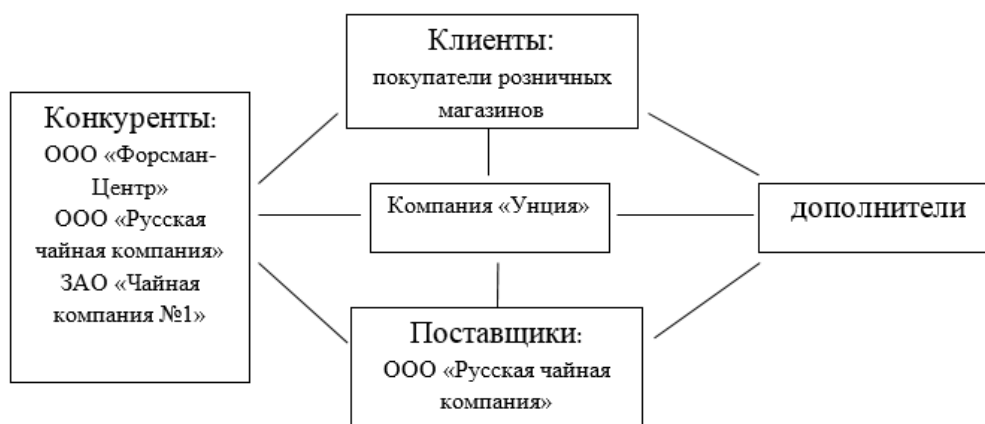 Клиенты:
покупатели розничных
магазинов
Конкуренты:
ООО «Форсман-
Центр»
ООО «Русская
чайная компания»
ЗАО «Чайная
компания №1»
Компания «Унция»
дополнители
Поставщики:
ООО «Русская чайная
компания»